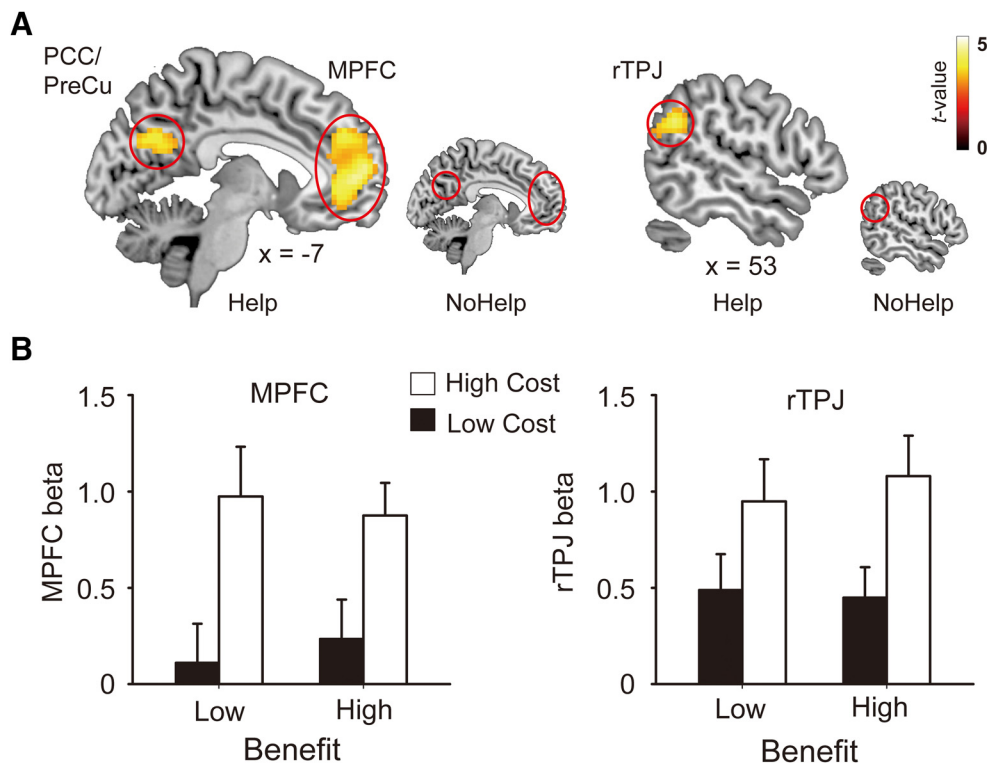 A
PCC/
PreCu
MPFC
rTPJ
5
t-value
0
x = -7
x = 53
Help
NoHelp
Help
NoHelp
B
1.5
MPFC
High Cost
Low Cost
1.0
0.5
0
MPFC beta
Low
High
Benefit
1.5
rTPJ
1.0
0.5
0
rTPJ beta
Low
High
Benefit